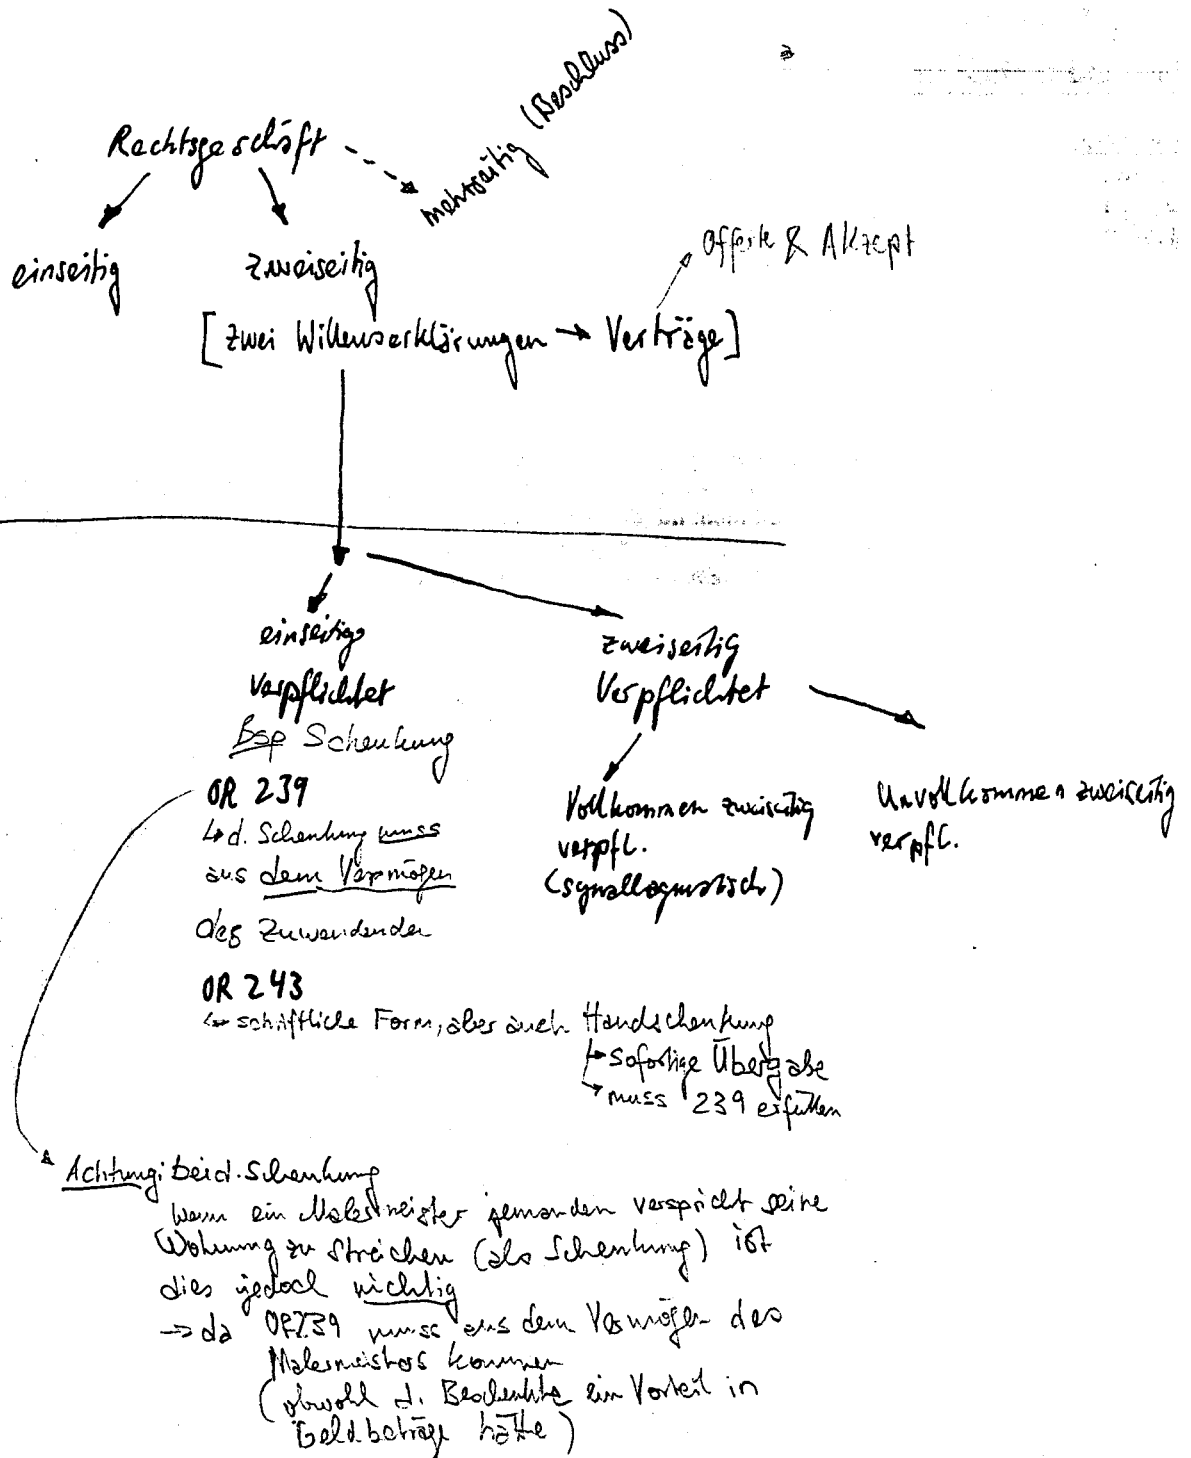 Rechtsgeschäft
mehrseitig (Beschluss)
einseitig
zweiseitig
Offerte & Akzept
[zwei Willenserklärungen → Verträge]
einseitig
verpflichtet
zweiseitig
Verpflichtet
Bsp Schenkung
OR 239
↳ d. Schenkung muss
aus dem Vermögen
des Zuwendenden
Vollkommen zweiseitig
verpfl.
(synallagmatisch)
Unvollkommen zweiseitig
verpfl.
OR 243
↳ schriftliche Form, aber auch Handschenkung
↳ Sofortige Übergabe
↳ muss 239 erfüllen
Achtung: bei d. Schenkung
wenn ein Malermeister jemanden verspricht seine
Wohnung zu streichen (als Schenkung) ist
dies jedoch nichtig
→ da OR239 muss aus dem Vermögen des
Malermeisters kommen
(obwohl d. Beschenkte ein Vorteil in
Geldbeträge hätte)